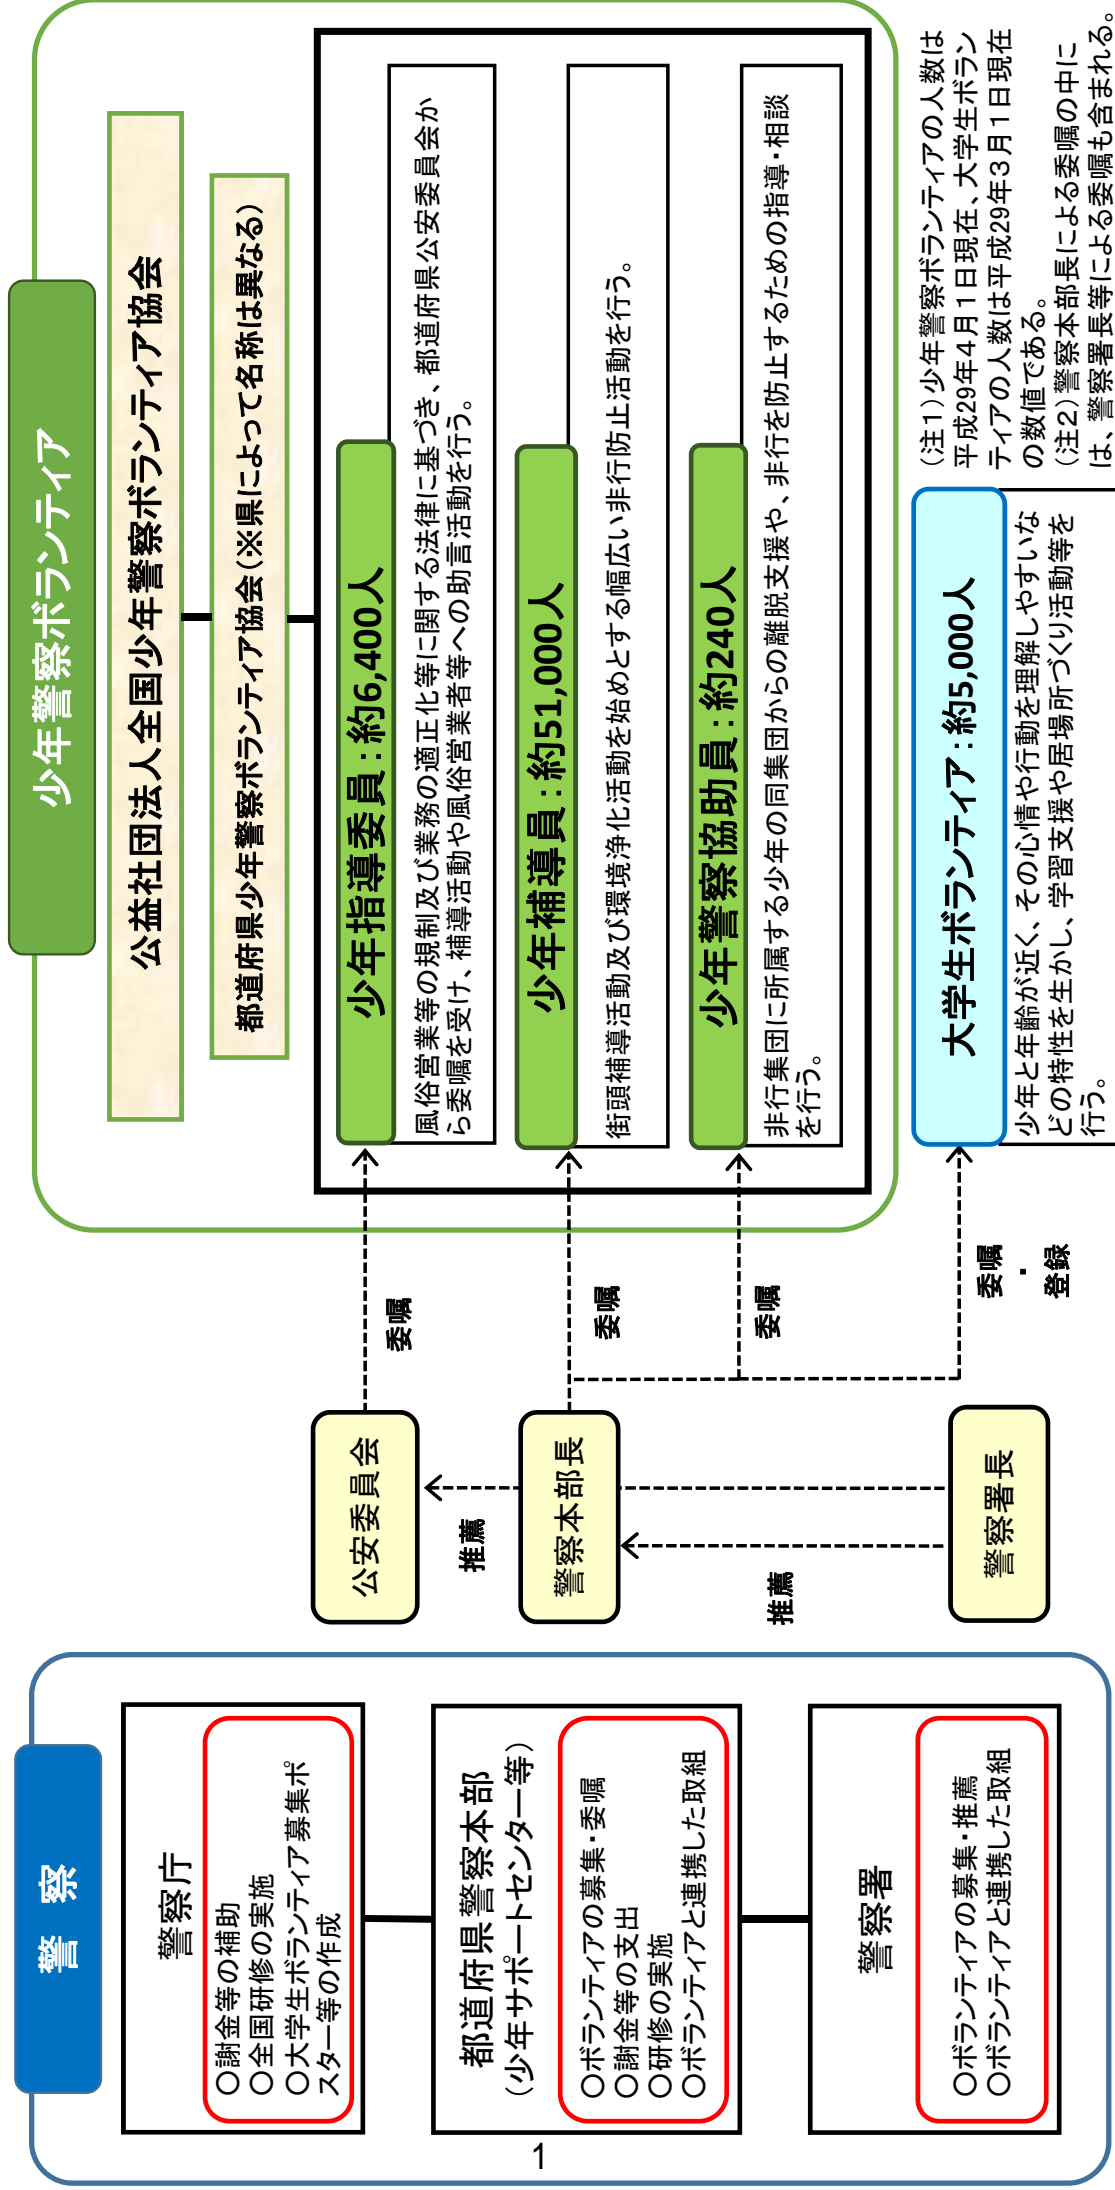 警 察
警察庁
○謝金等の補助
○全国研修の実施
○大学生ボランティア募集ポ
スター等の作成
都道府県警察本部
（少年サポートセンター等）
○ボランティアの募集・委嘱
○謝金等の支出
○研修の実施
○ボランティアと連携した取組
警察署
○ボランティアの募集・推薦
○ボランティアと連携した取組
公安委員会
推薦
警察本部長
推薦
警察署長
委嘱
委嘱
委嘱
委嘱
・
登録
少年警察ボランティア
公益社団法人全国少年警察ボランティア協会
都道府県少年警察ボランティア協会（※県によって名称は異なる）
少年指導委員：約6,400人
風俗営業等の規制及び業務の適正化等に関する法律に基づき、都道府県公安委員会か
ら委嘱を受け、補導活動や風俗営業者等への助言活動を行う。
少年補導員：約51,000人
街頭補導活動及び環境浄化活動を始めとする幅広い非行防止活動を行う。
少年警察協助員：約240人
非行集団に所属する少年の同集団からの離脱支援や、非行を防止するための指導・相談
を行う。
大学生ボランティア：約5,000人
少年と年齢が近く、その心情や行動を理解しやすいな
どの特性を生かし、学習支援や居場所づくり活動等を
行う。
（注１）少年警察ボランティアの人数は
平成29年４月１日現在、大学生ボラン
ティアの人数は平成29年３月１日現在
の数値である。
（注２）警察本部長による委嘱の中に
は、警察署長等による委嘱も含まれる。
1